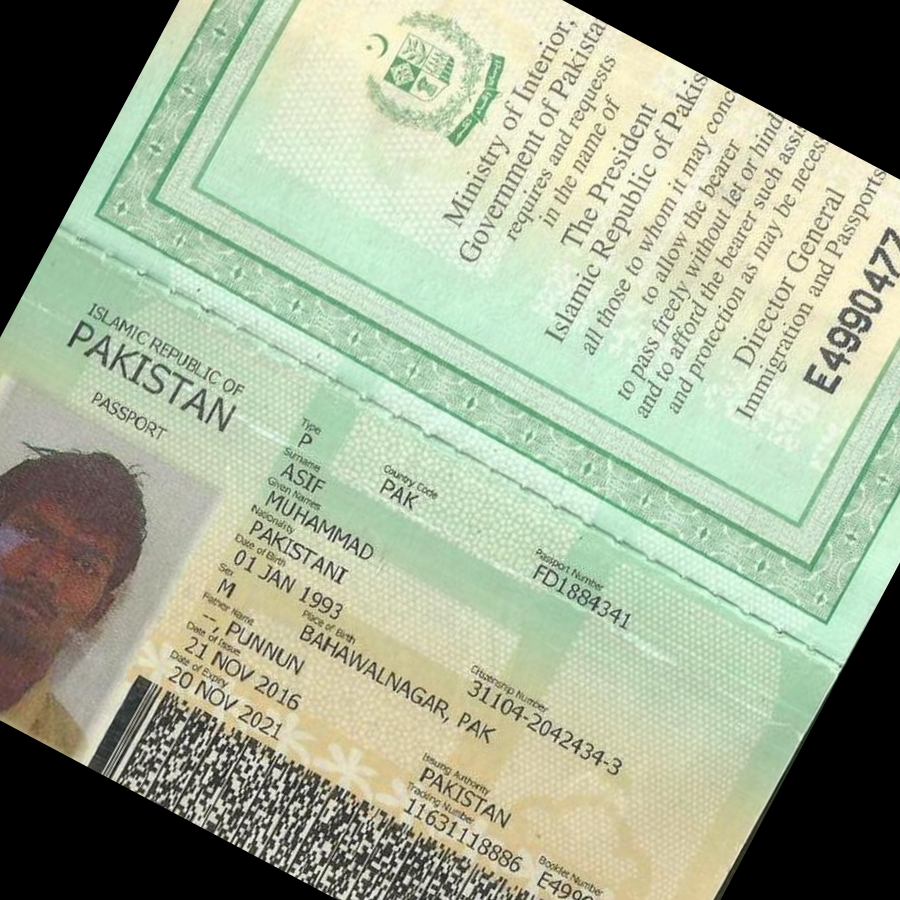 Ministry of Interior,
Government of Pakista
requires and requests
in the name of
The President
Islamic Republic of Pakis
all those to whom it may conc
to allow the bearer
to pass freely without let or hind
and to afford the bearer such assis
and protection as may be necess
Director General
Immigration and Passports
E4990477
ISLAMIC REPUBLIC OF
PAKISTAN
PASSPORT
Type
P
Country Code
PAK
Passport Number
FD1884341
Surname
ASIF
Given Names
MUHAMMAD
Nationality
PAKISTANI
Date of Birth
01 JAN 1993
Citizenship Number
31104-2042434-3
Sex
M
Place of Birth
BAHAWALNAGAR, PAK
Father Name
--, PUNNUN
Date of Issue
21 NOV 2016
Issuing Authority
PAKISTAN
Date of Expiry
20 NOV 2021
Tracking Number
11631118886
Booklet Number
E4990